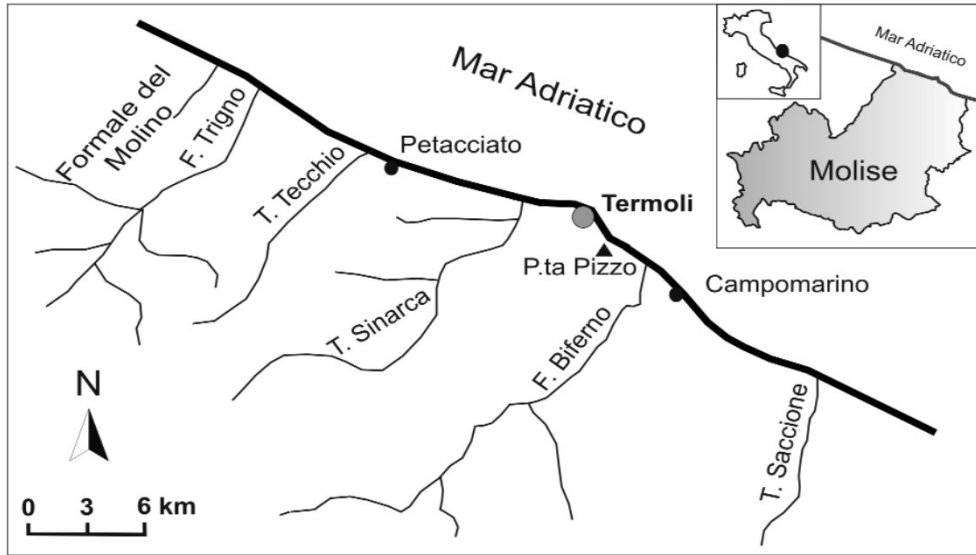 Mar Adriatico
Mar Adriatico
Molise
Formale del
Molino
F. Trigno
T. Tecchio
Petacciato
Termoli
P.ta Pizzo
Campomarino
T. Sinarca
F. Biferno
T. Saccione
N
0 3 6 km